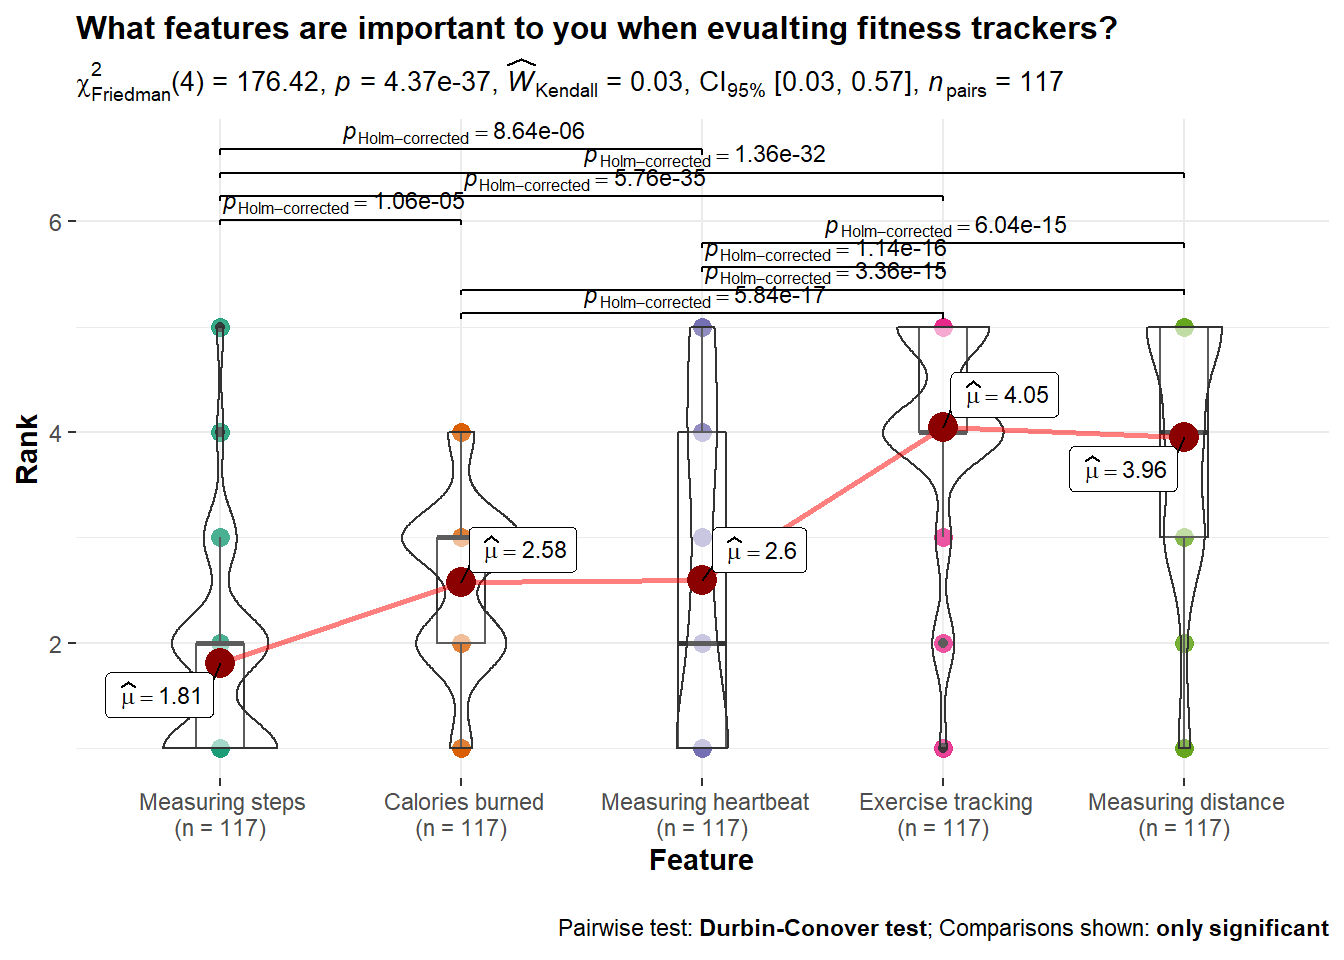 What features are important to you when evualting fitness trackers?
χ²Friedman(4) = 176.42, p = 4.37e-37, ŴKendall = 0.03, CI95% [0.03, 0.57], npairs = 117
pHolm−corrected = 8.64e-06
pHolm−corrected = 1.36e-32
pHolm−corrected = 5.76e-35
pHolm−corrected = 1.06e-05
pHolm−corrected = 6.04e-15
pHolm−corrected = 1.14e-16
pHolm−corrected = 3.36e-15
pHolm−corrected = 5.84e-17
6
4
2
Rank
μ̂ = 1.81
μ̂ = 2.58
μ̂ = 2.6
μ̂ = 4.05
μ̂ = 3.96
Measuring steps
(n = 117)
Calories burned
(n = 117)
Measuring heartbeat
(n = 117)
Exercise tracking
(n = 117)
Measuring distance
(n = 117)
Feature
Pairwise test: Durbin-Conover test; Comparisons shown: only significant